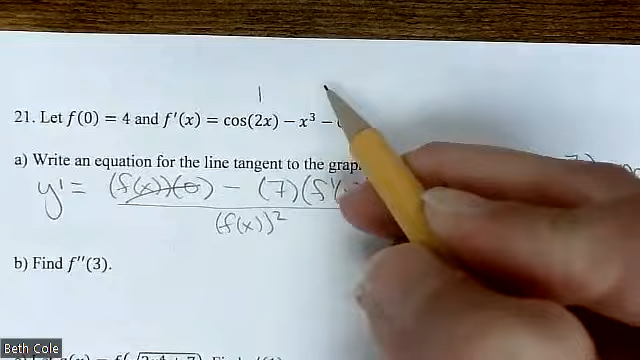 1
21. Let f(0) = 4 and f′(x) = cos(2x) − x³ −
a) Write an equation for the line tangent to the
y' = (f(x))(0) − (7)(f'
(f(x))²
b) Find f′′(3).
Beth Cole